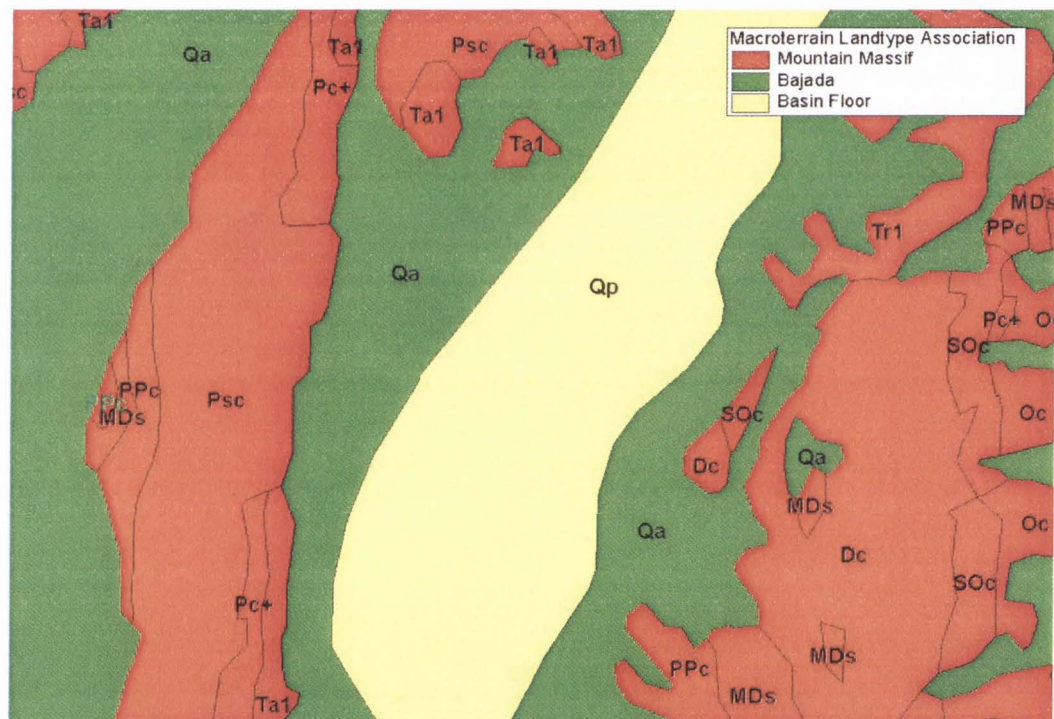 Macroterrain Landtype Association
Mountain Massif
Bajada
Basin Floor
Ta1
Qa
Ta1
Psc
Ta1
Ta1
Pc+
Ta1
Ta1
MDs
PPc
Tr1
Qa
Qp
Pc+
SOc
PPc
MDs
Psc
SOc
Oc
Dc
Qa
MDs
Qa
Oc
Dc
SOc
Pc+
MDs
PPc
MDs
Ta1